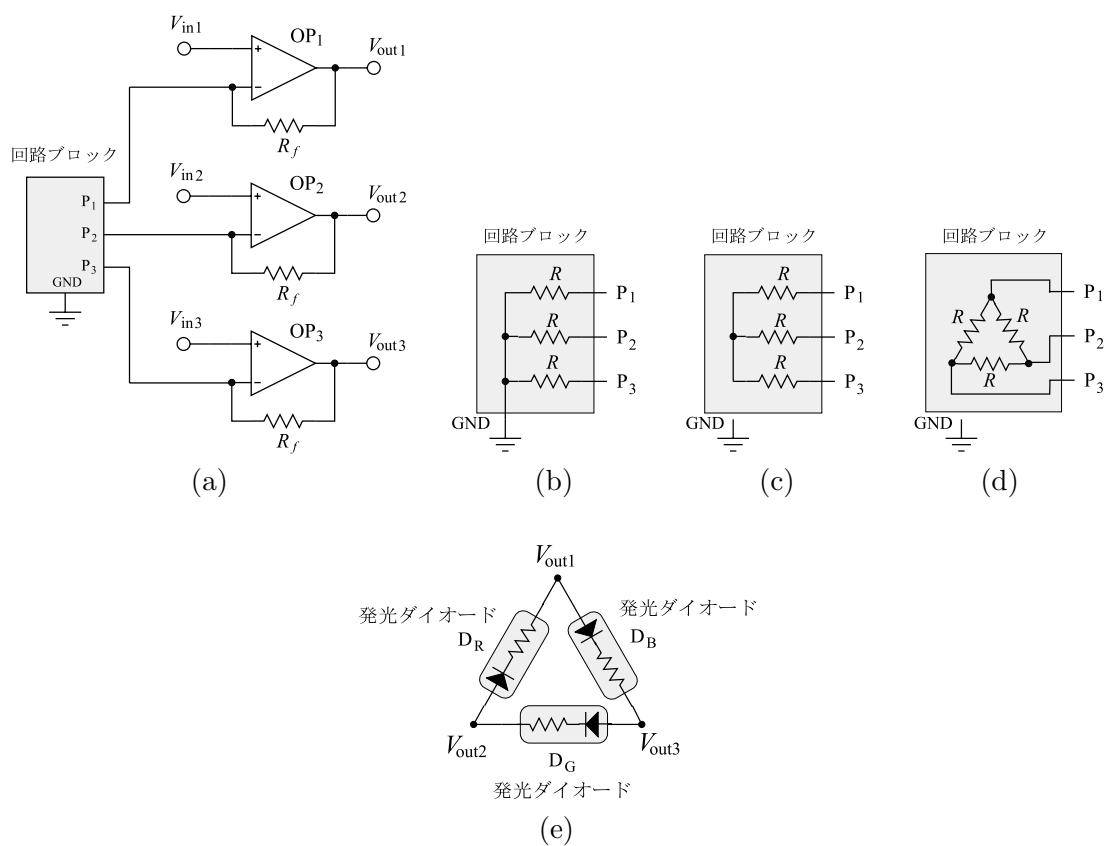 V_in1
OP_1
V_out1
+
−
R_f
回路ブロック
P_1
P_2
P_3
GND
V_in2
OP_2
V_out2
+
−
R_f
V_in3
OP_3
V_out3
+
−
R_f
(a)
回路ブロック
R
P_1
R
P_2
R
P_3
GND
(b)
回路ブロック
R
P_1
R
P_2
R
P_3
GND
(c)
回路ブロック
P_1
R
R
P_2
R
P_3
GND
(d)
V_out1
発光ダイオード
D_R
発光ダイオード
D_B
V_out2
V_out3
D_G
発光ダイオード
(e)